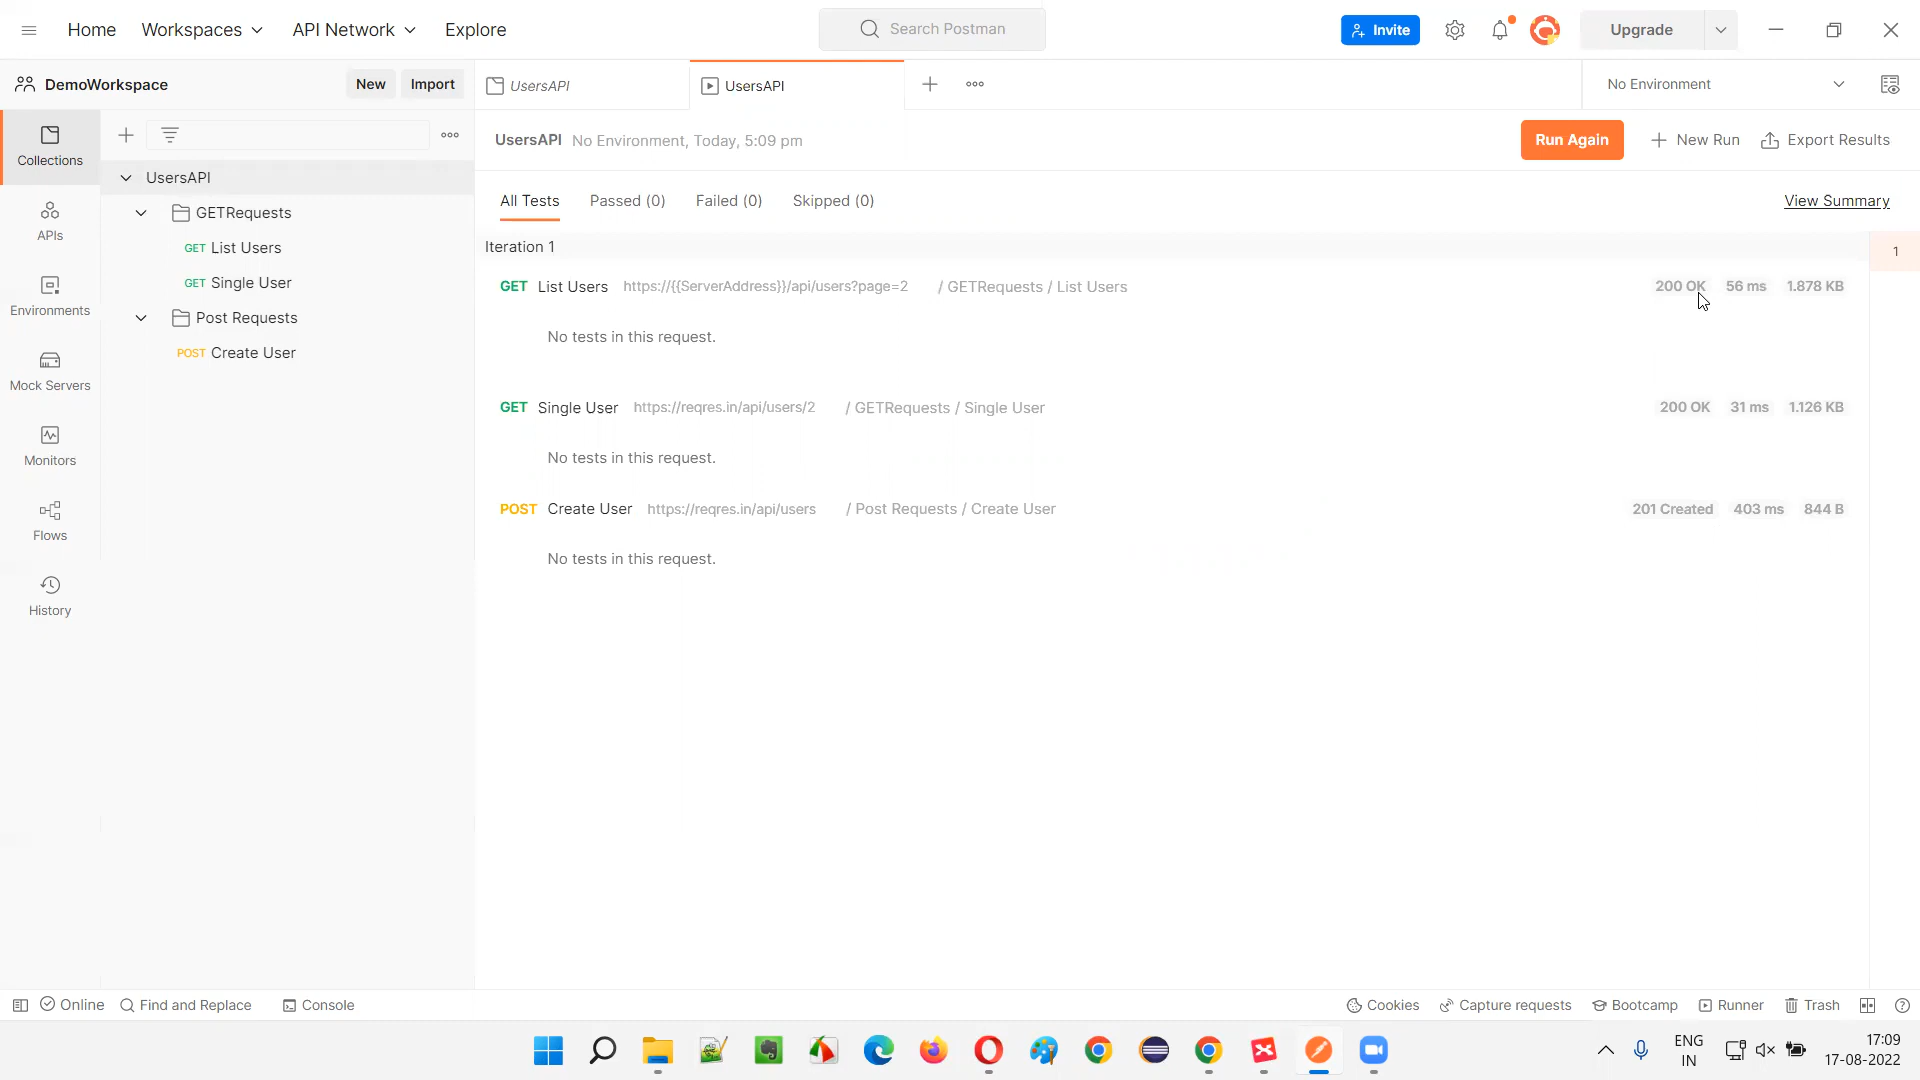 Home Workspaces API Network Explore Search Postman Invite Upgrade
DemoWorkspace New Import UsersAPI UsersAPI No Environment
Collections
APIs
Environments
Mock Servers
Monitors
Flows
History
UsersAPI
GETRequests
GET List Users
GET Single User
Post Requests
POST Create User
UsersAPI No Environment, Today, 5:09 pm Run Again New Run Export Results
All Tests Passed (0) Failed (0) Skipped (0) View Summary
Iteration 1 1
GET List Users https://{{ServerAddress}}/api/users?page=2 / GETRequests / List Users 200 OK 56 ms 1.878 KB
No tests in this request.
GET Single User https://reqres.in/api/users/2 / GETRequests / Single User 200 OK 31 ms 1.126 KB
No tests in this request.
POST Create User https://reqres.in/api/users / Post Requests / Create User 201 Created 403 ms 844 B
No tests in this request.
Online Find and Replace Console Cookies Capture requests Bootcamp Runner Trash
ENG 17:09
IN 17-08-2022